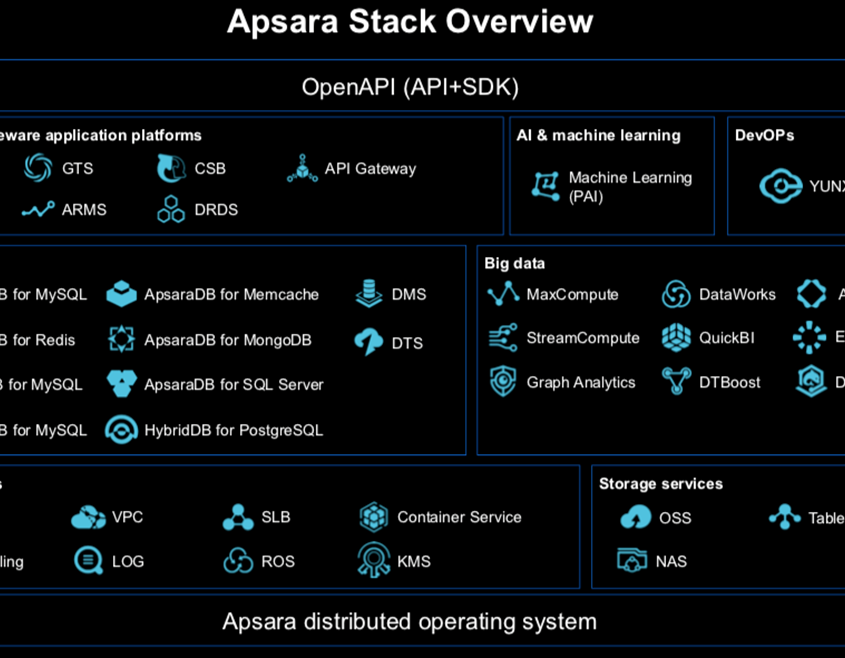 Apsara Stack Overview
OpenAPI (API+SDK)
eware application platforms
GTS
CSB
API Gateway
ARMS
DRDS
AI & machine learning
Machine Learning
(PAI)
DevOPs
YUNX
B for MySQL
ApsaraDB for Memcache
DMS
B for Redis
ApsaraDB for MongoDB
DTS
B for MySQL
ApsaraDB for SQL Server
B for MySQL
HybridDB for PostgreSQL
Big data
MaxCompute
DataWorks
A
StreamCompute
QuickBI
E
Graph Analytics
DTBoost
D
s
VPC
SLB
Container Service
ling
LOG
ROS
KMS
Storage services
OSS
Table
NAS
Apsara distributed operating system